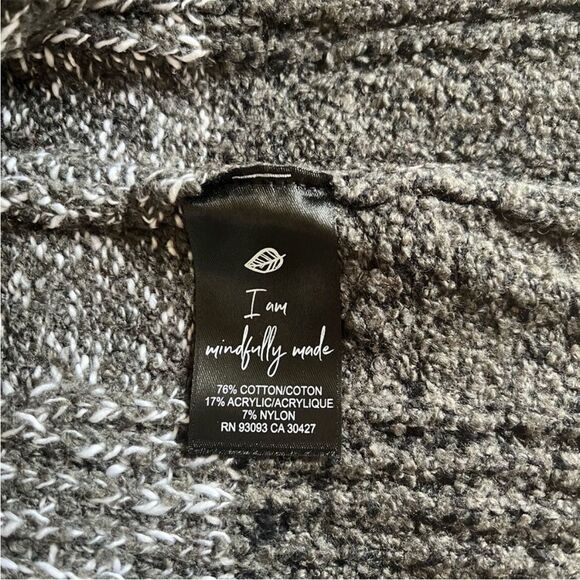 I am
mindfully made
76% COTTON/COTON
17% ACRYLIC/ACRYLIQUE
7% NYLON
RN 93093 CA 30427